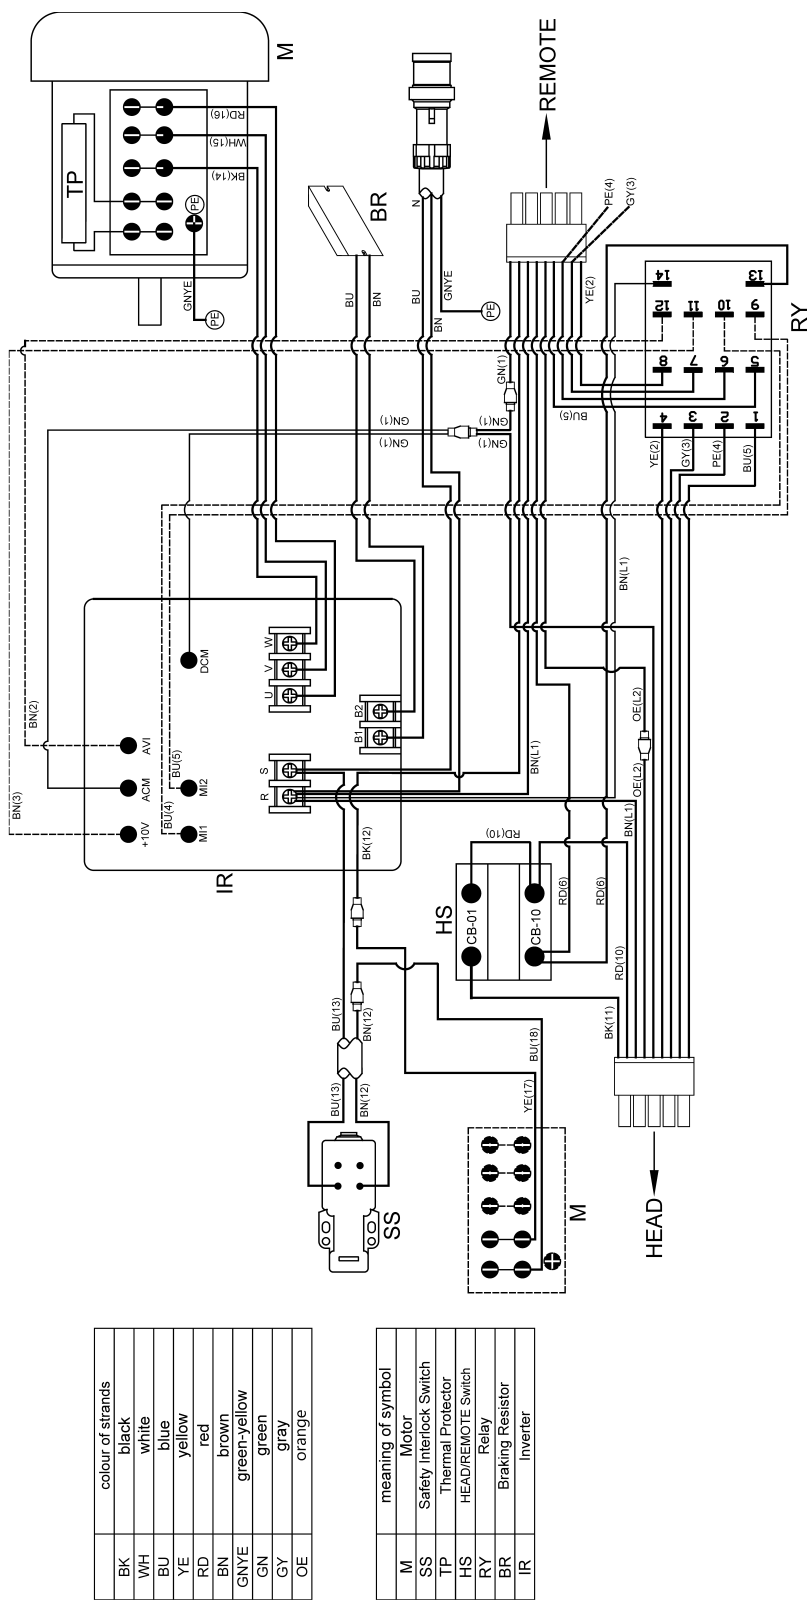 M
TP
RD(16)
WH(15)
BK(14)
PE
GNYE
PE
BR
BU
BN
N
BU
BN
GNYE
PE
REMOTE
PE(4)
GY(3)
YE(2)
GN(1)
GN(1)
GN(1)
GN(1)
GN(1)
BU(5)
14
13
12
11
10
9
8
7
6
5
4
3
2
1
RY
YE(2)
GY(3)
PE(4)
BU(5)
BN(L1)
BN(2)
BN(3)
AVI
ACM
+10V
BU(5)
BU(4)
MI2
MI1
DCM
W
V
U
S
R
B2
B1
IR
BN(L1)
BN(L1)
OE(L2)
OE(L2)
BK(12)
RD(10)
HS
CB-01
CB-10
RD(6)
RD(6)
RD(10)
BK(11)
BU(13)
BN(12)
BU(13)
BN(12)
BU(18)
YE(17)
SS
M
HEAD
colour of strands
BK black
WH white
BU blue
YE yellow
RD red
BN brown
GNYE green-yellow
GN green
GY gray
OE orange
meaning of symbol
M Motor
SS Safety Interlock Switch
TP Thermal Protector
HS HEAD/REMOTE Switch
RY Relay
BR Braking Resistor
IR Inverter